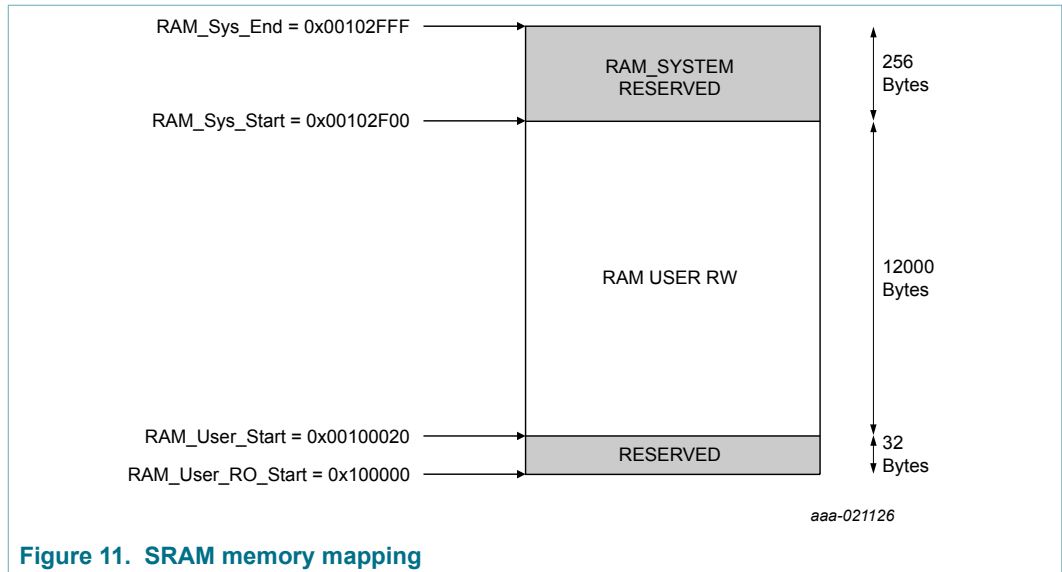 RAM_Sys_End = 0x00102FFF
RAM_SYSTEM
RESERVED
256
Bytes
RAM_Sys_Start = 0x00102F00
RAM USER RW
12000
Bytes
RAM_User_Start = 0x00100020
RESERVED
32
Bytes
RAM_User_RO_Start = 0x100000
aaa-021126
Figure 11. SRAM memory mapping